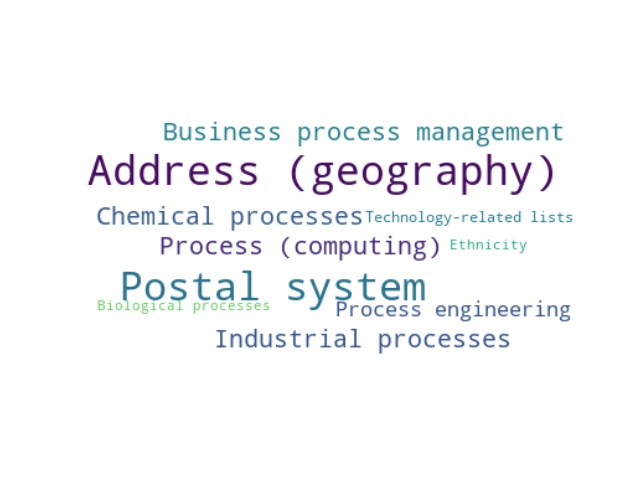 Business process management
Address (geography)
Chemical processes
Technology-related lists
Process (computing)
Ethnicity
Postal system
Biological processes
Process engineering
Industrial processes